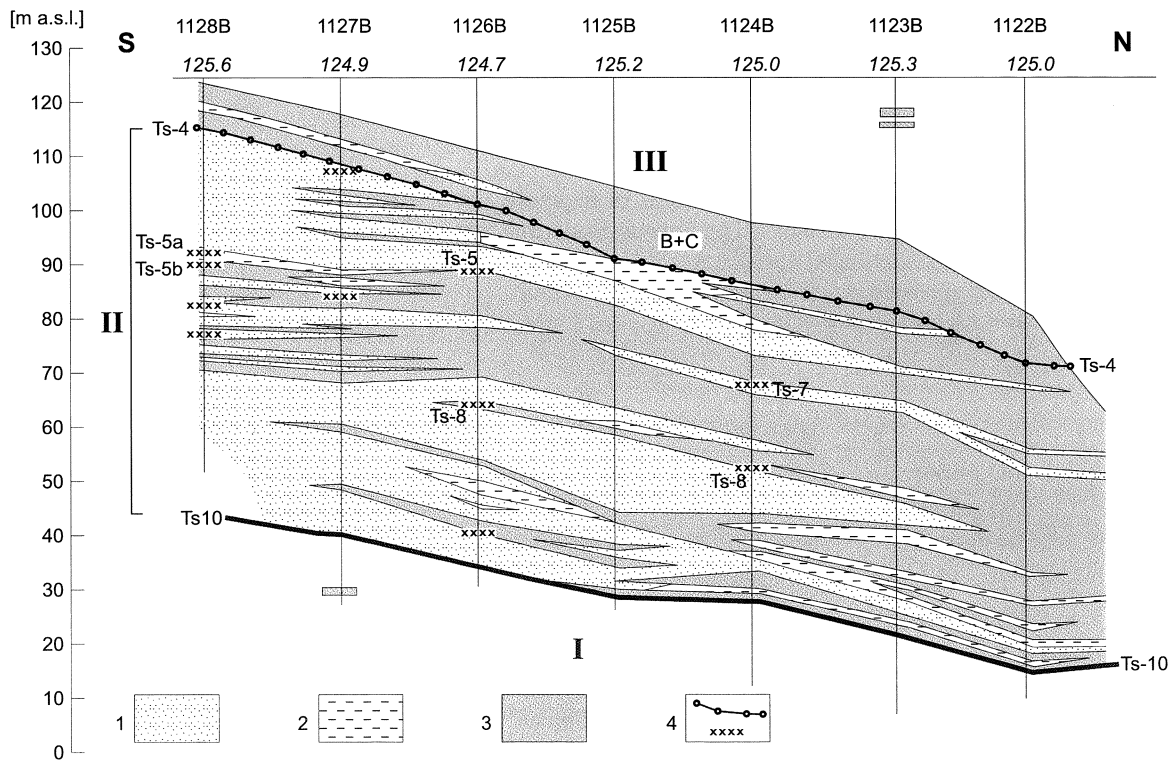 [m a.s.l.] 1128B 1127B 1126B 1125B 1124B 1123B 1122B
S N
130
125.6 124.9 124.7 125.2 125.0 125.3 125.0
120
Ts-4
110
III
100
B+C
Ts-5a
Ts-5
90
Ts-5b
xxxx
80
II
70
Ts-4
Ts-7
Ts-8
60
50
Ts-8
Ts10
40
30
20
I
Ts-10
10
1 2 3 4
xxxx
0